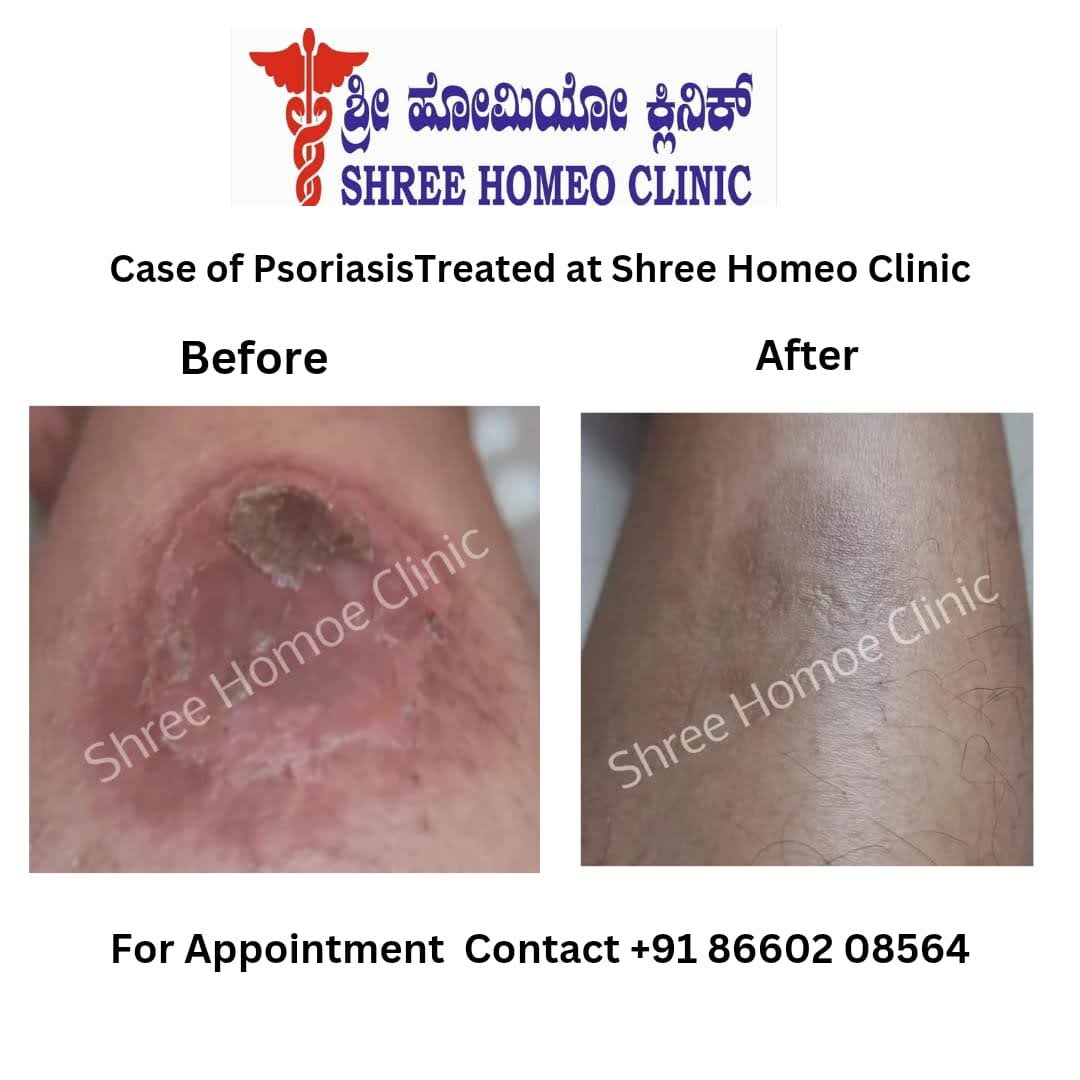 ಶ್ರೀ ಹೋಮಿಯೋ ಕ್ಲಿನಿಕ್
SHREE HOMEO CLINIC
Case of PsoriasisTreated at Shree Homeo Clinic
Before
After
Shree Homoe Clinic
Shree Homoe Clinic
For Appointment  Contact +91 86602 08564